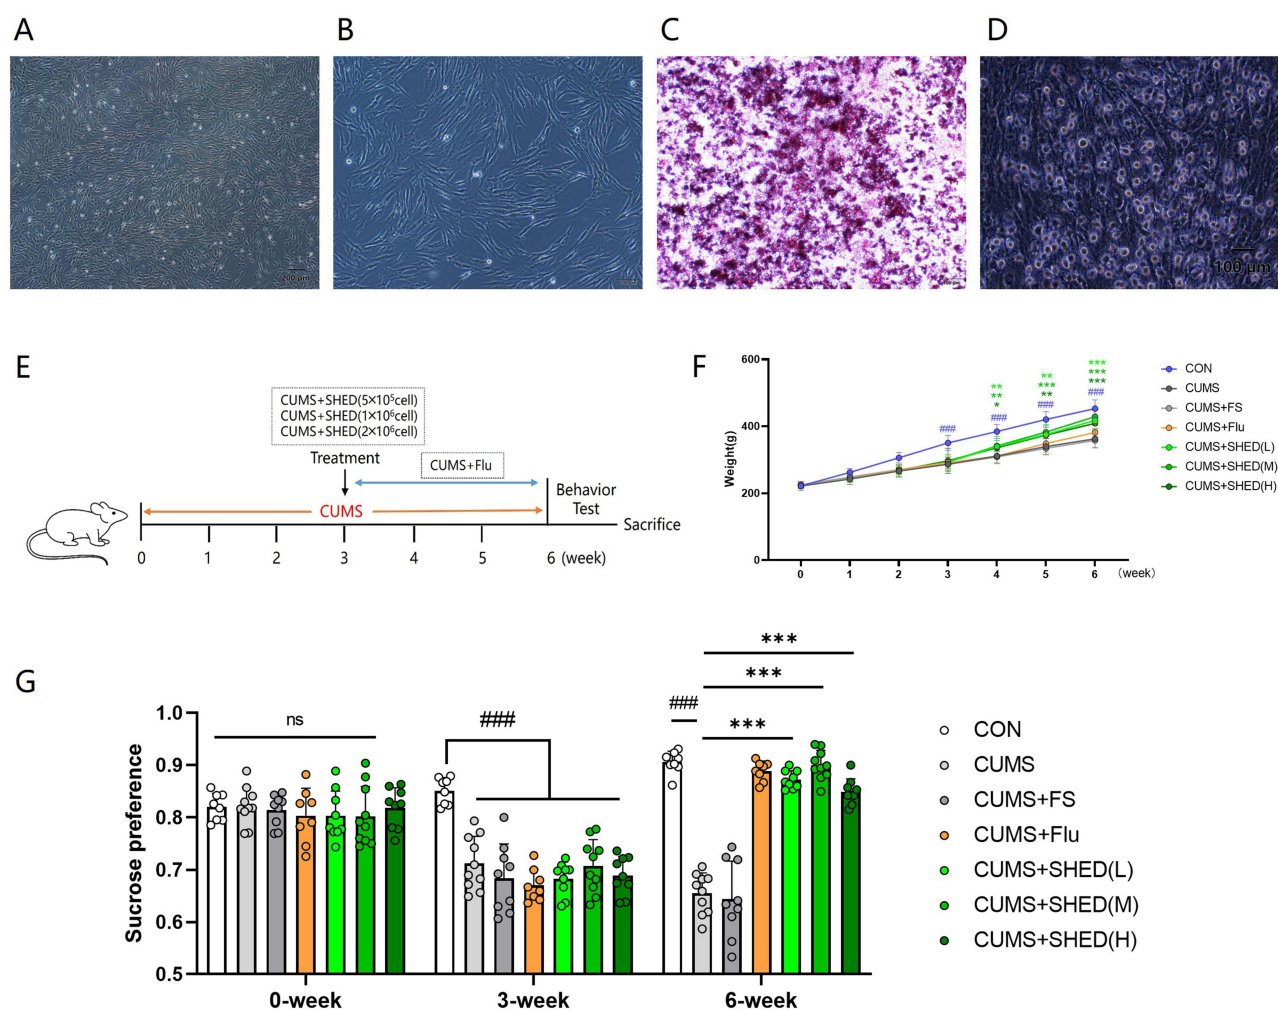 A
B
C
D
200 μm
100 μm
E
CUMS+SHED(5×10⁵cell)
CUMS+SHED(1×10⁶cell)
CUMS+SHED(2×10⁶cell)
Treatment
CUMS+Flu
CUMS
Behavior
Test
Sacrifice
0 1 2 3 4 5 6 (week)
F
Weight(g)
600
400
200
0
0 1 2 3 4 5 6 (week)
###
** ** * ###
** *** ** ###
*** *** *** ###
CON
CUMS
CUMS+FS
CUMS+Flu
CUMS+SHED(L)
CUMS+SHED(M)
CUMS+SHED(H)
G
Sucrose preference
1.0
0.9
0.8
0.7
0.6
0.5
ns
###
###
***
***
***
0-week 3-week 6-week
CON
CUMS
CUMS+FS
CUMS+Flu
CUMS+SHED(L)
CUMS+SHED(M)
CUMS+SHED(H)